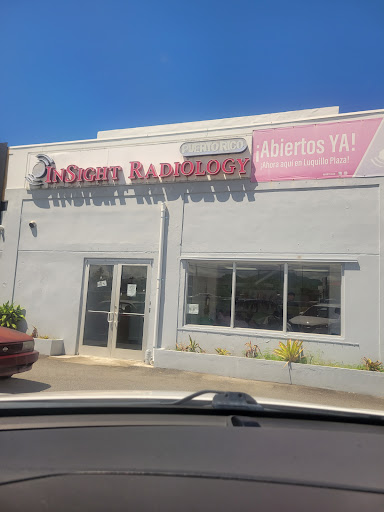 PUERTO RICO
INSIGHT RADIOLOGY
¡Abiertos YA!
¡Ahora aquí en Luquillo Plaza!